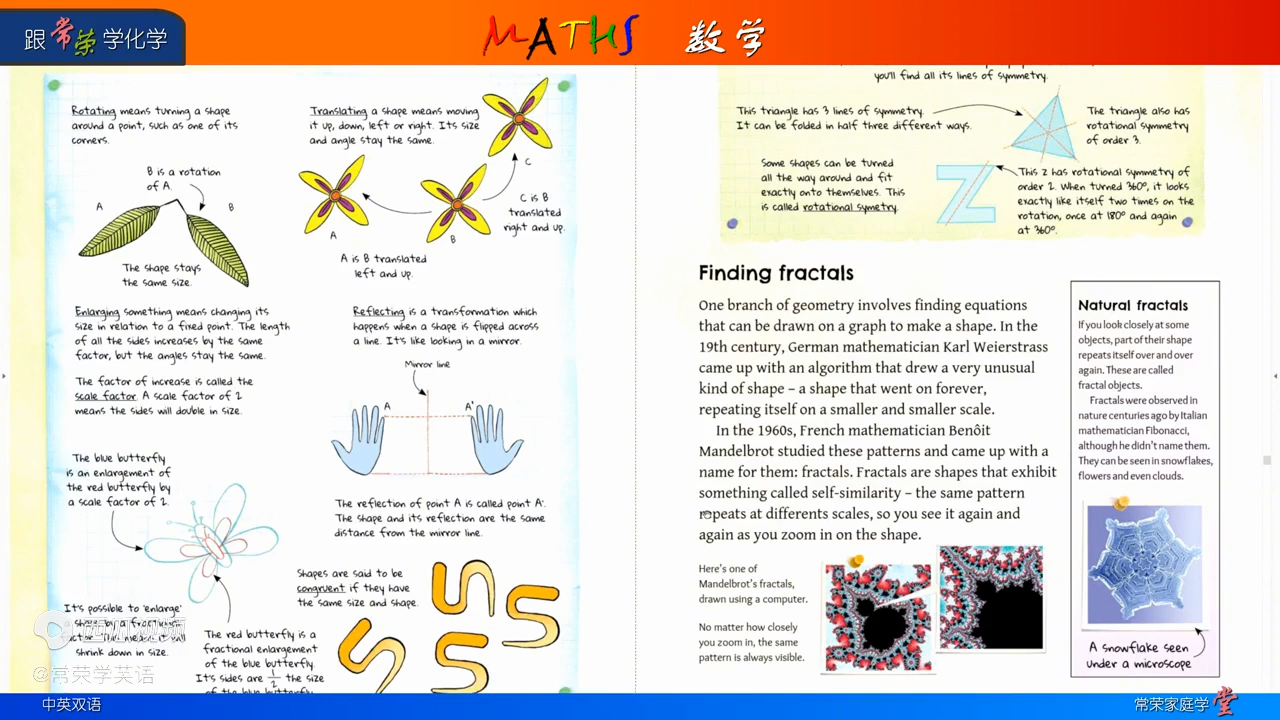 跟常荣学化学
MATHS 数学
Rotating means turning a shape
around a point, such as one of its
corners.
B is a rotation
of A.
A
B
The shape stays
the same size.
Translating a shape means moving
it up, down, left or right. Its size
and angle stay the same.
C
C is B
translated
right and up.
A
B
A is B translated
left and up.
Enlarging something means changing its
size in relation to a fixed point. The length
of all the sides increases by the same
factor, but the angles stay the same.
The factor of increase is called the
scale factor. A scale factor of 2
means the sides will double in size.
Reflecting is a transformation which
happens when a shape is flipped across
a line. It's like looking in a mirror.
Mirror line
A
A'
The reflection of point A is called point A'.
The shape and its reflection are the same
distance from the mirror line.
The blue butterfly
is an enlargement of
the red butterfly by
a scale factor of 2.
It's possible to 'enlarge'
shrink down in size.
The red butterfly is a
fractional enlargement
of the blue butterfly.
It's sides are 1/2 the size
of the blue butterfly.
Shapes are said to be
congruent if they have
the same size and shape.
you'll find all its lines of symmetry.
This triangle has 3 lines of symmetry.
It can be folded in half three different ways.
The triangle also has
rotational symmetry
of order 3.
Some shapes can be turned
all the way around and fit
exactly onto themselves. This
is called rotational symetry.
This z has rotational symmetry of
order 2. When turned 360°, it looks
exactly like itself two times on the
rotation, once at 180° and again
at 360°.
Finding fractals
One branch of geometry involves finding equations
that can be drawn on a graph to make a shape. In the
19th century, German mathematician Karl Weierstrass
came up with an algorithm that drew a very unusual
kind of shape – a shape that went on forever,
repeating itself on a smaller and smaller scale.
In the 1960s, French mathematician Benôit
Mandelbrot studied these patterns and came up with a
name for them: fractals. Fractals are shapes that exhibit
something called self-similarity – the same pattern
repeats at differents scales, so you see it again and
again as you zoom in on the shape.
Here's one of
Mandelbrot's fractals,
drawn using a computer.
No matter how closely
you zoom in, the same
pattern is always visible.
Natural fractals
If you look closely at some
objects, part of their shape
repeats itself over and over
again. These are called
fractal objects.
Fractals were observed in
nature centuries ago by Italian
mathematician Fibonacci,
although he didn't name them.
They can be seen in snowflakes,
flowers and even clouds.
A snowflake seen
under a microscope
西瓜视频
@常荣学英语
中英双语
常荣家庭学堂